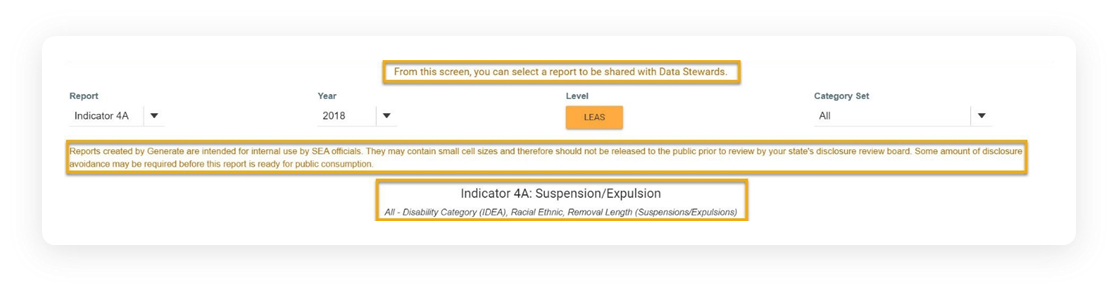 From this screen, you can select a report to be shared with Data Stewards.
Report Year Level Category Set
Indicator 4A 2018 LEAS All
Reports created by Generate are intended for internal use by SEA officials. They may contain small cell sizes and therefore should not be released to the public prior to review by your state's disclosure review board. Some amount of disclosure
avoidance may be required before this report is ready for public consumption.
Indicator 4A: Suspension/Expulsion
All - Disability Category (IDEA), Racial Ethnic, Removal Length (Suspensions/Expulsions)